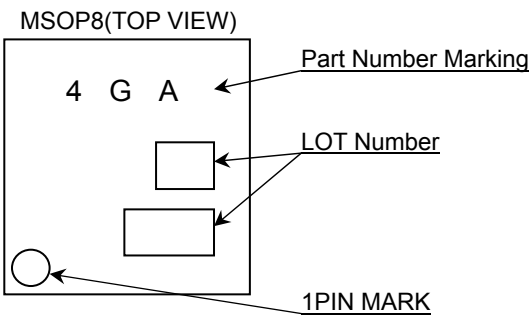 MSOP8(TOP VIEW)
Part Number Marking
4 G A
LOT Number
1PIN MARK